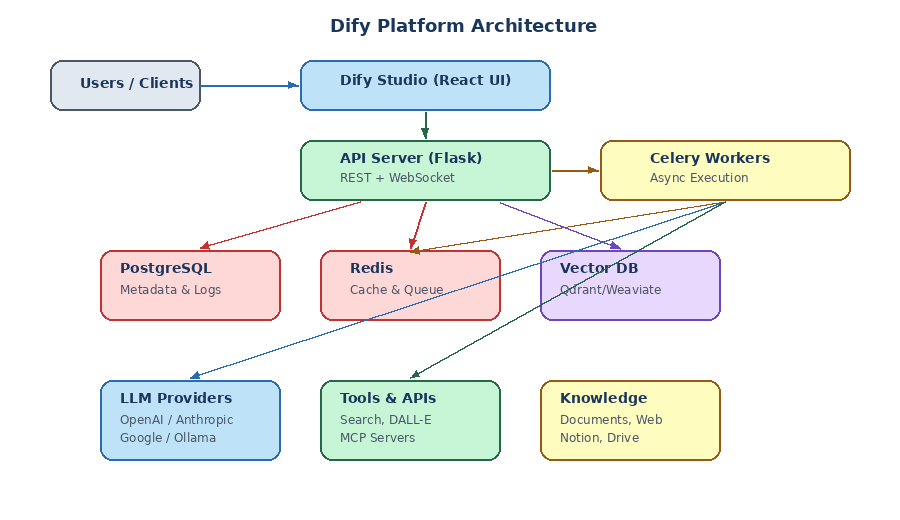 Dify Platform Architecture
Users / Clients
Dify Studio (React UI)
API Server (Flask)
REST + WebSocket
Celery Workers
Async Execution
PostgreSQL
Metadata & Logs
Redis
Cache & Queue
Vector DB
Qdrant/Weaviate
LLM Providers
OpenAI / Anthropic
Google / Ollama
Tools & APIs
Search, DALL-E
MCP Servers
Knowledge
Documents, Web
Notion, Drive